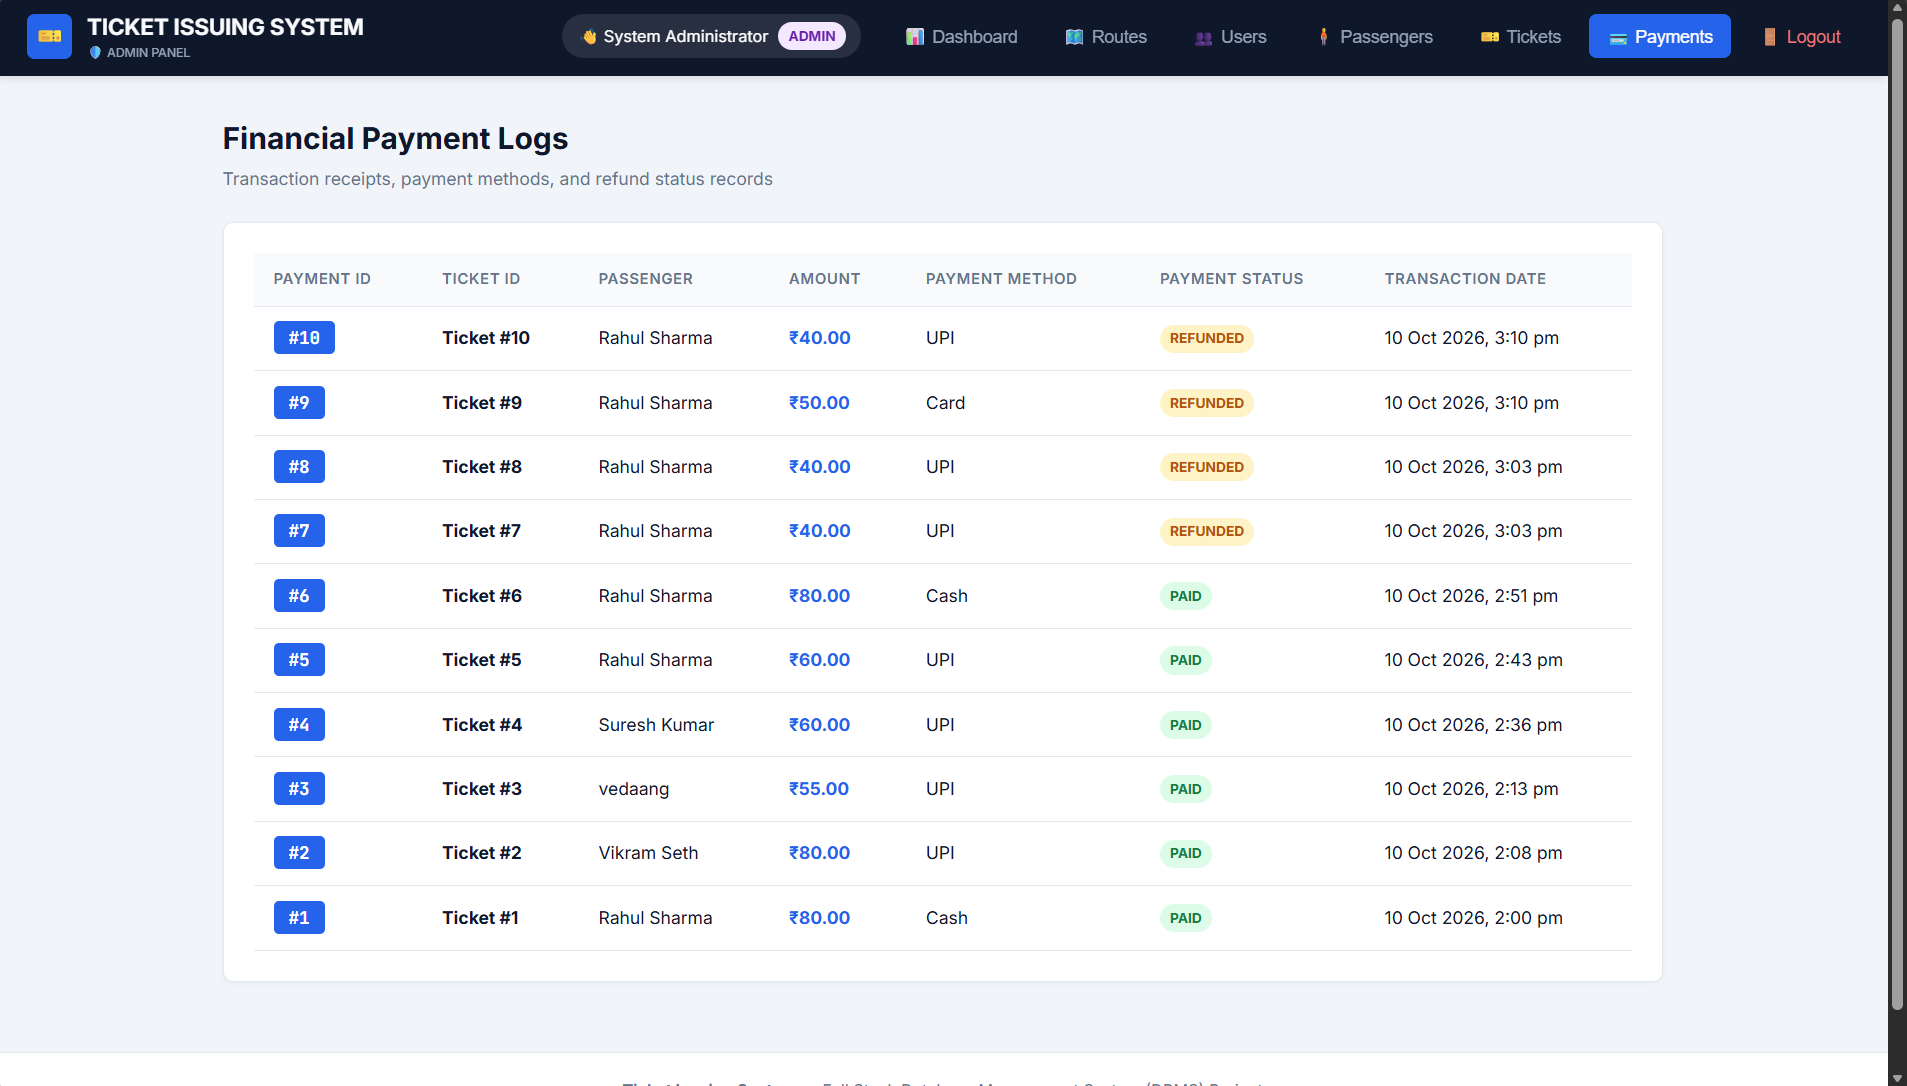 TICKET ISSUING SYSTEM
ADMIN PANEL
System Administrator ADMIN Dashboard Routes Users Passengers Tickets Payments Logout
Financial Payment Logs
Transaction receipts, payment methods, and refund status records
PAYMENT ID TICKET ID PASSENGER AMOUNT PAYMENT METHOD PAYMENT STATUS TRANSACTION DATE
#10 Ticket #10 Rahul Sharma ₹40.00 UPI REFUNDED 10 Oct 2026, 3:10 pm
#9 Ticket #9 Rahul Sharma ₹50.00 Card REFUNDED 10 Oct 2026, 3:10 pm
#8 Ticket #8 Rahul Sharma ₹40.00 UPI REFUNDED 10 Oct 2026, 3:03 pm
#7 Ticket #7 Rahul Sharma ₹40.00 UPI REFUNDED 10 Oct 2026, 3:03 pm
#6 Ticket #6 Rahul Sharma ₹80.00 Cash PAID 10 Oct 2026, 2:51 pm
#5 Ticket #5 Rahul Sharma ₹60.00 UPI PAID 10 Oct 2026, 2:43 pm
#4 Ticket #4 Suresh Kumar ₹60.00 UPI PAID 10 Oct 2026, 2:36 pm
#3 Ticket #3 vedaang ₹55.00 UPI PAID 10 Oct 2026, 2:13 pm
#2 Ticket #2 Vikram Seth ₹80.00 UPI PAID 10 Oct 2026, 2:08 pm
#1 Ticket #1 Rahul Sharma ₹80.00 Cash PAID 10 Oct 2026, 2:00 pm